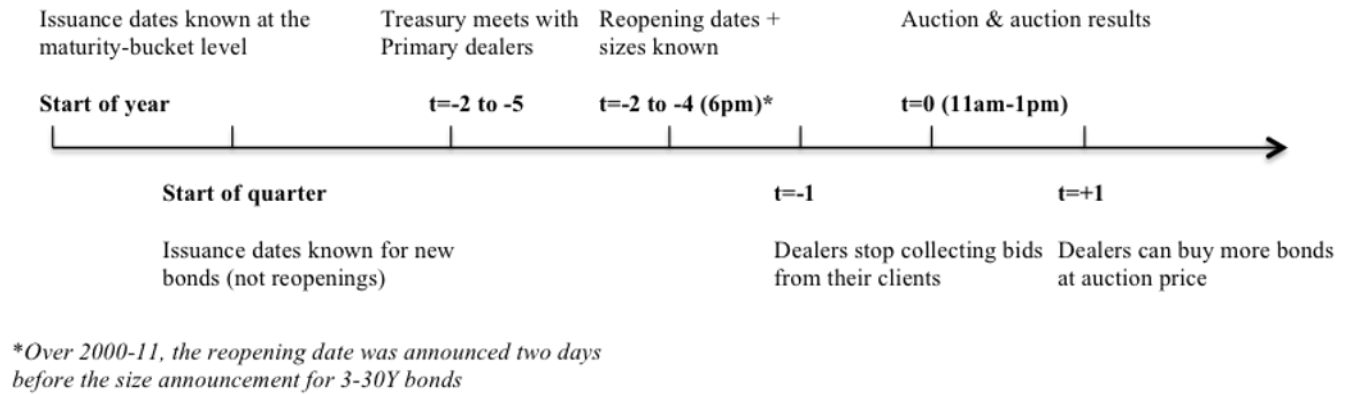 Issuance dates known at the
maturity-bucket level
Treasury meets with
Primary dealers
Reopening dates +
sizes known
Auction & auction results
Start of year
t=-2 to -5
t=-2 to -4 (6pm)*
t=0 (11am-1pm)
Start of quarter
t=-1
t=+1
Issuance dates known for new
bonds (not reopenings)
Dealers stop collecting bids
from their clients
Dealers can buy more bonds
at auction price
*Over 2000-11, the reopening date was announced two days
before the size announcement for 3-30Y bonds